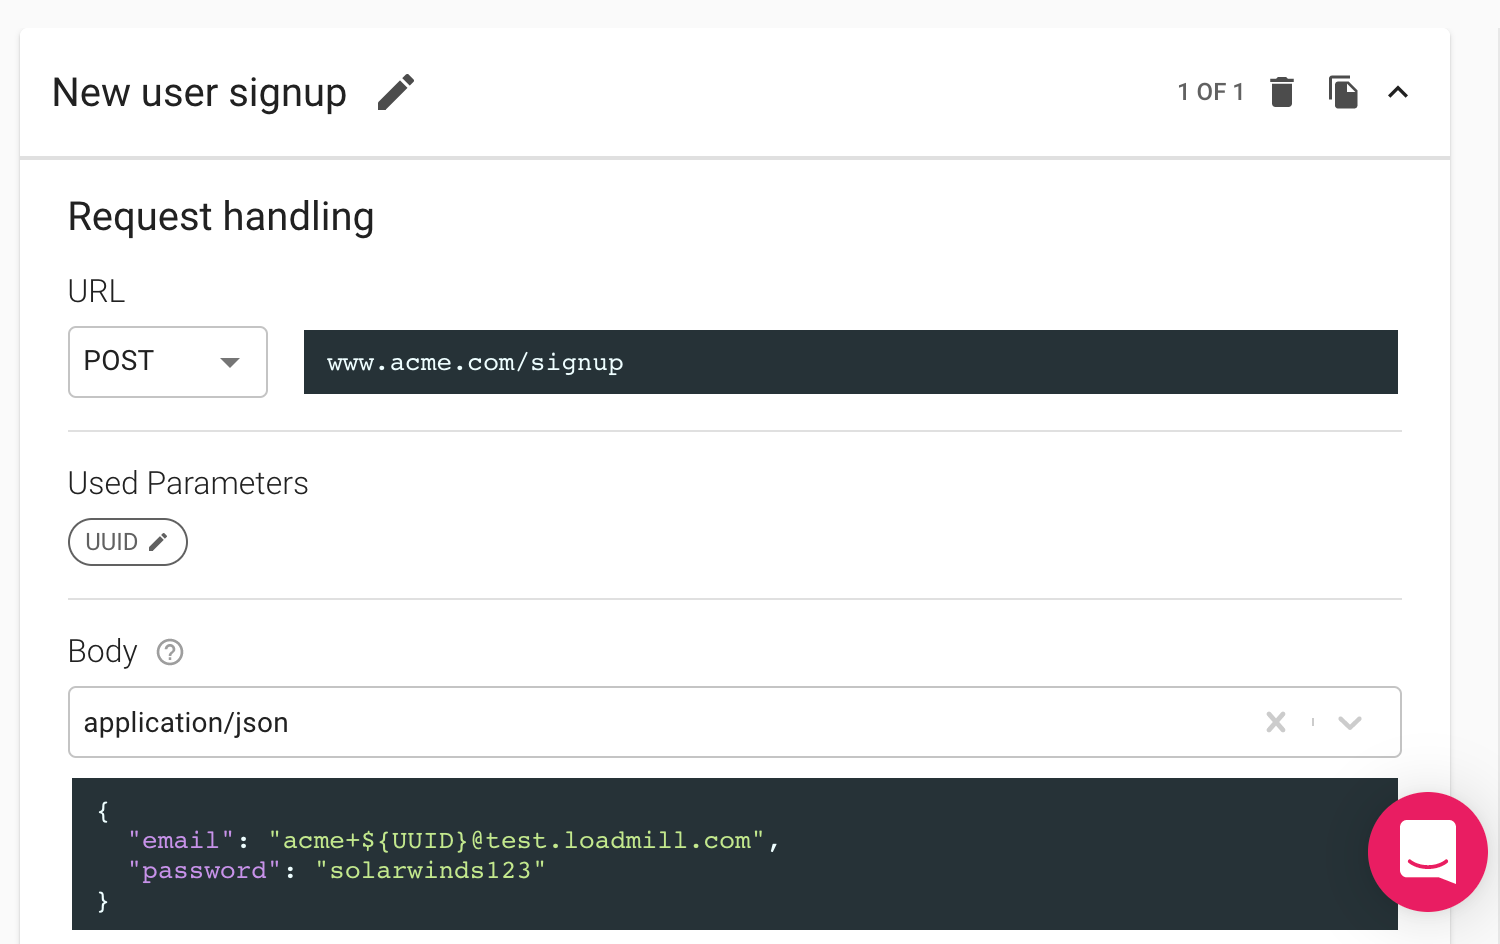 New user signup
1 OF 1
Request handling
URL
POST
www.acme.com/signup
Used Parameters
UUID
Body ?
application/json
{
"email": "acme+${UUID}@test.loadmill.com",
"password": "solarwinds123"
}